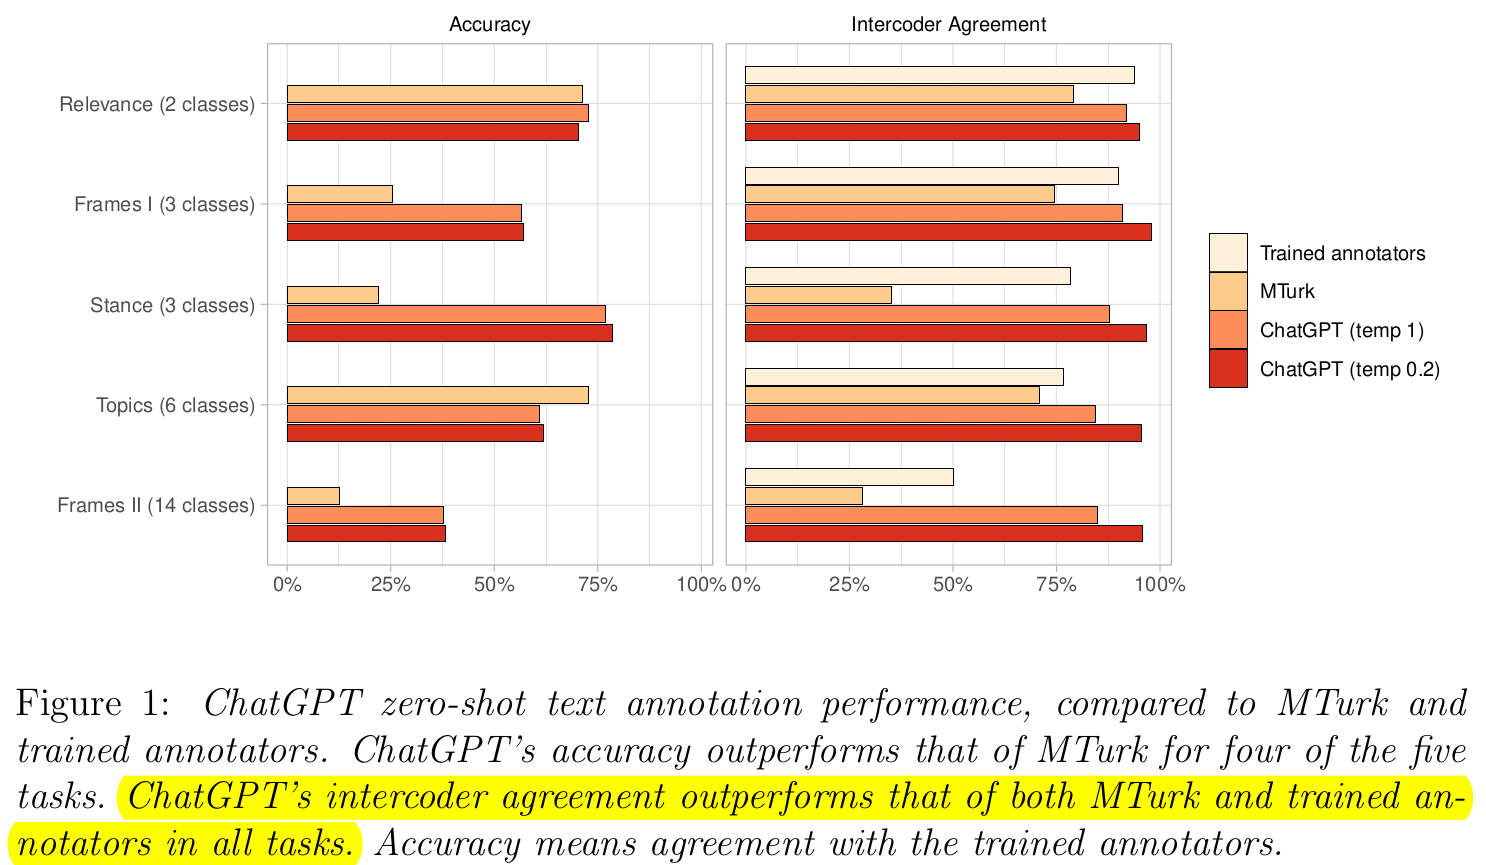 Accuracy
Intercoder Agreement
Relevance (2 classes)
Frames I (3 classes)
Stance (3 classes)
Topics (6 classes)
Frames II (14 classes)
0% 25% 50% 75% 100%
0% 25% 50% 75% 100%
Trained annotators
MTurk
ChatGPT (temp 1)
ChatGPT (temp 0.2)
Figure 1: ChatGPT zero-shot text annotation performance, compared to MTurk and
trained annotators. ChatGPT's accuracy outperforms that of MTurk for four of the five
tasks. ChatGPT's intercoder agreement outperforms that of both MTurk and trained an-
notators in all tasks. Accuracy means agreement with the trained annotators.